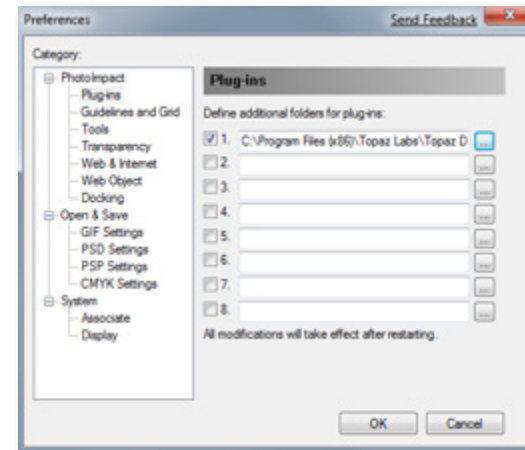 Preferences
Send Feedback
Category:
PhotoImpact
Plug-ins
Guidelines and Grid
Tools
Transparency
Web & Internet
Web Object
Docking
Open & Save
GIF Settings
PSD Settings
PSP Settings
CMYK Settings
System
Associate
Display
Plug-ins
Define additional folders for plug-ins:
1. C:\Program Files (x86)\Topaz Labs\Topaz D ...
2. ...
3. ...
4. ...
5. ...
6. ...
7. ...
8. ...
All modifications will take effect after restarting.
OK Cancel